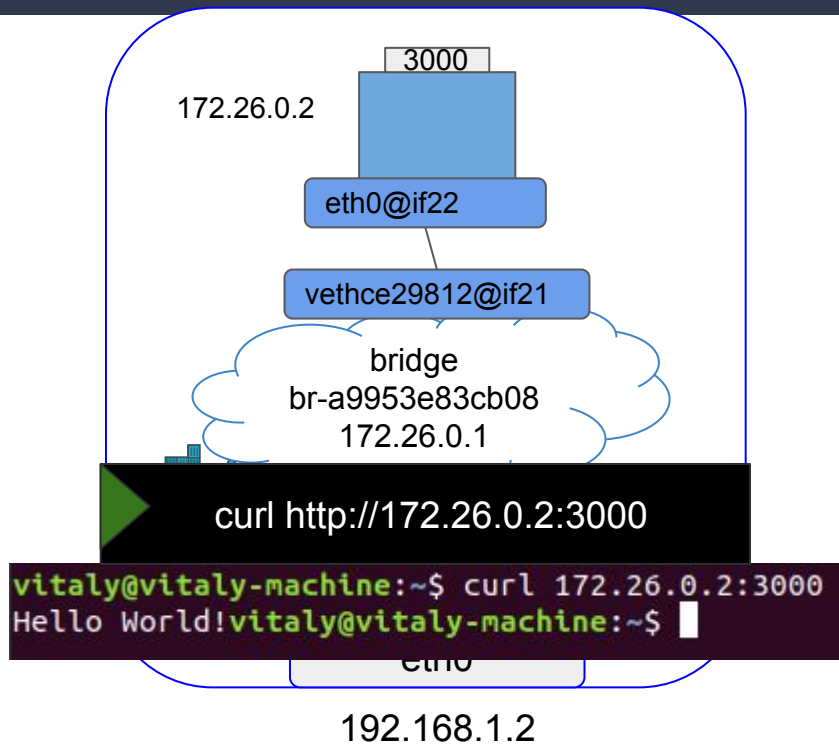 3000
172.26.0.2
eth0@if22
vethce29812@if21
bridge
br-a9953e83cb08
172.26.0.1
curl http://172.26.0.2:3000
vitaly@vitaly-machine:~$ curl 172.26.0.2:3000
Hello World!vitaly@vitaly-machine:~$
eth0
192.168.1.2